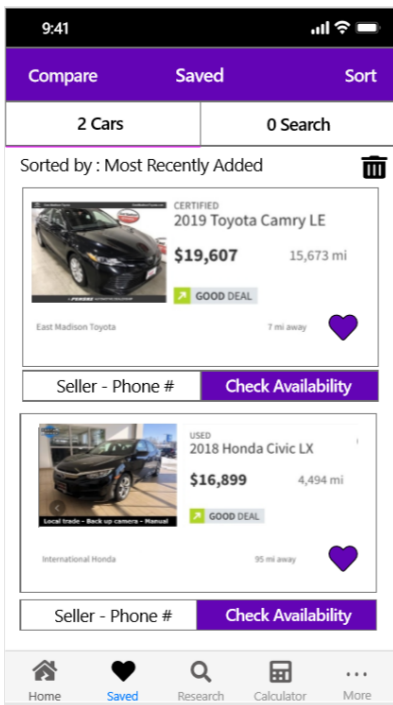 9:41
Compare Saved Sort
2 Cars 0 Search
Sorted by : Most Recently Added
CERTIFIED
2019 Toyota Camry LE
$19,607 15,673 mi
GOOD DEAL
East Madison Toyota 7 mi away
Seller - Phone # Check Availability
USED
2018 Honda Civic LX
$16,899 4,494 mi
GOOD DEAL
Local trade - Back up camera - Manual
International Honda 95 mi away
Seller - Phone # Check Availability
Home Saved Research Calculator More